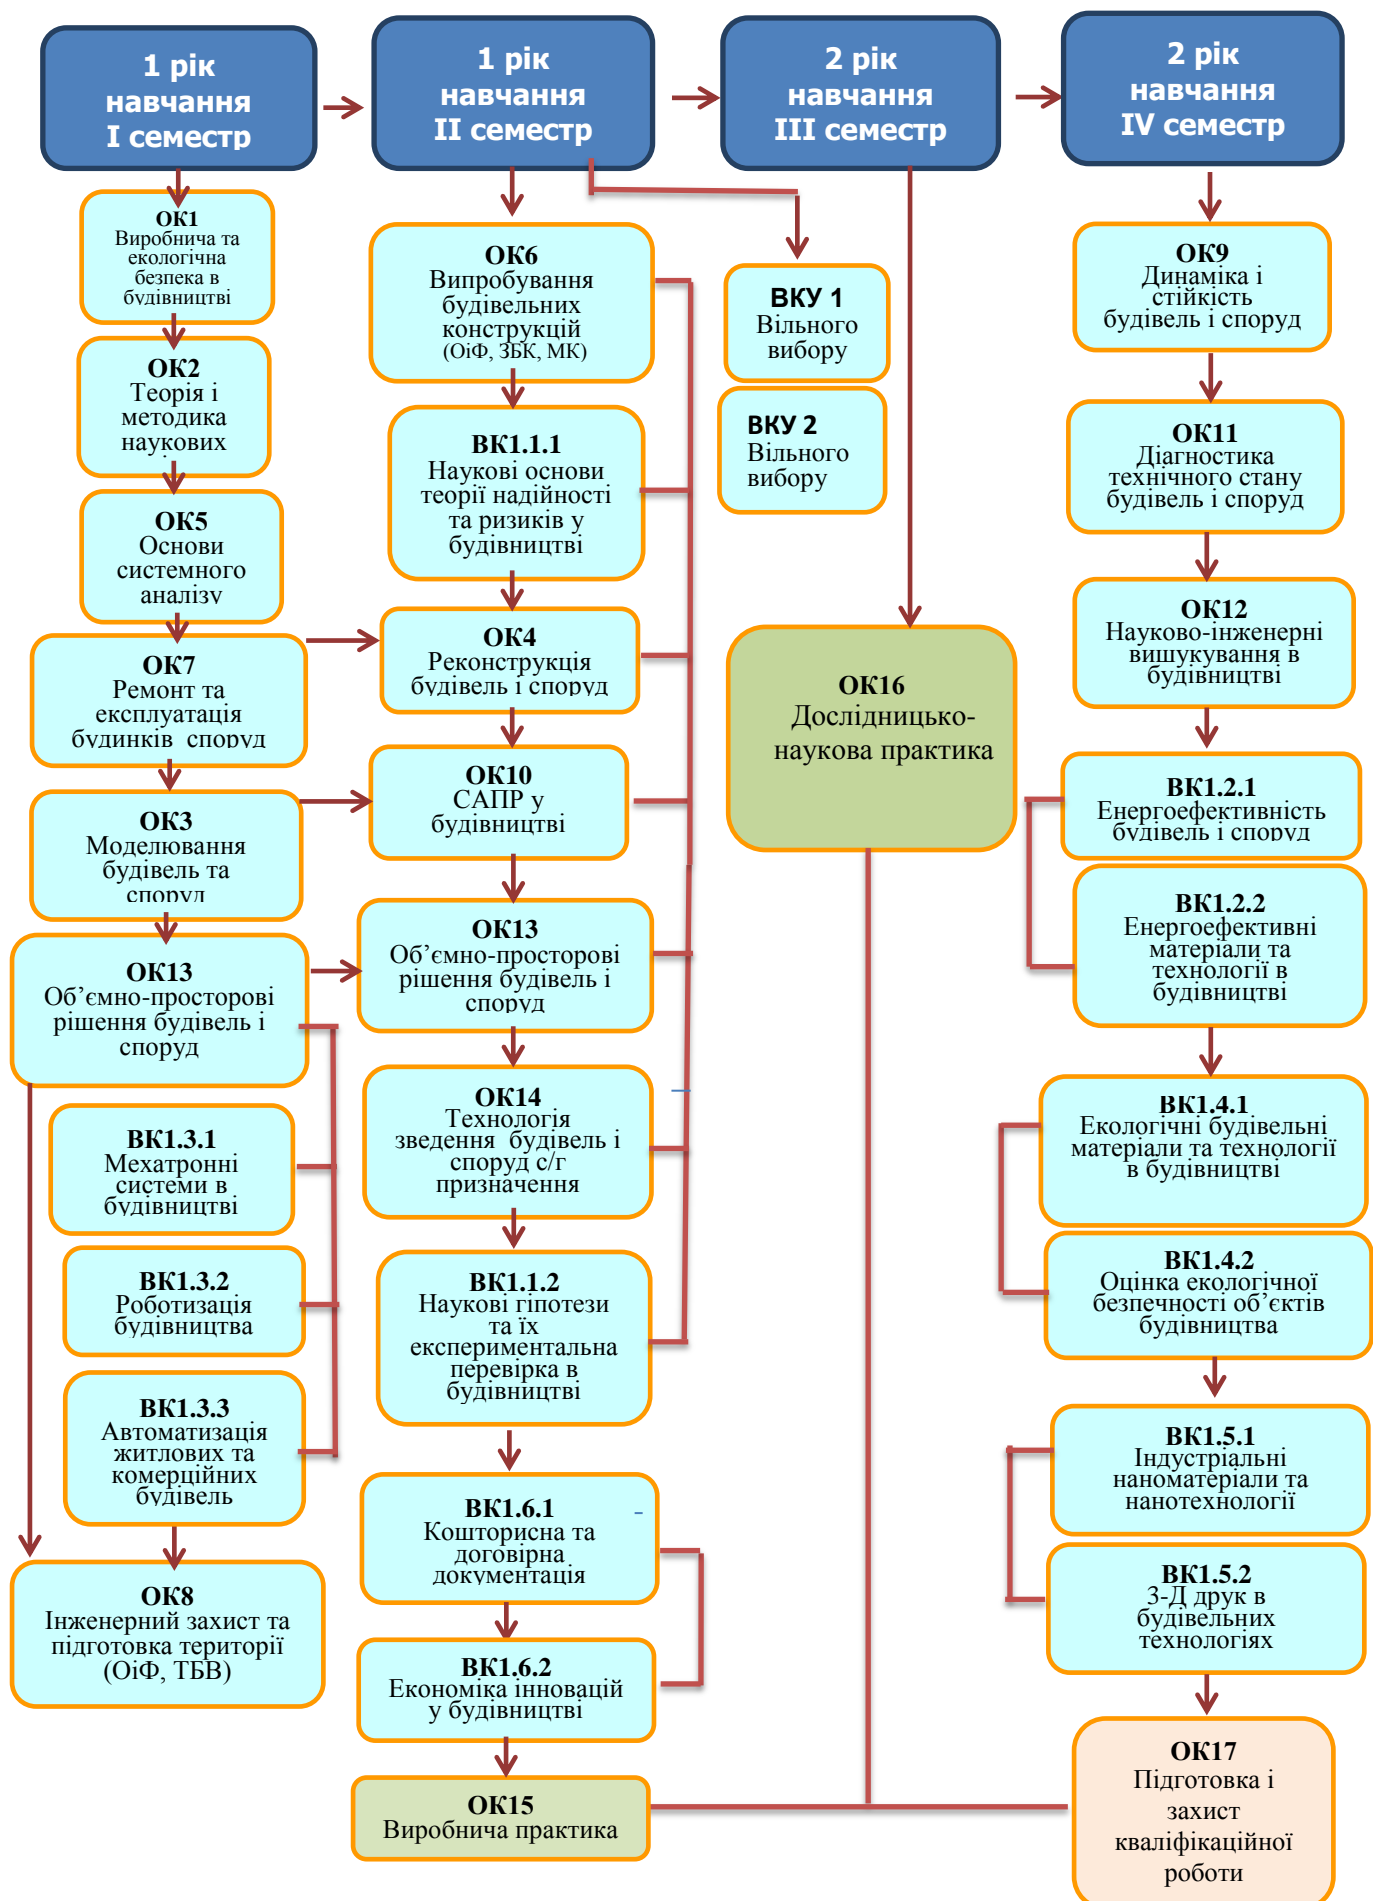 1 рік
навчання
I семестр
1 рік
навчання
II семестр
2 рік
навчання
III семестр
2 рік
навчання
IV семестр
ОК1
Виробнича та
екологічна
безпека в
будівництві
ОК2
Теорія і
методика
наукових
ОК5
Основи
системного
аналізу
ОК7
Ремонт та
експлуатація
будинків споруд
ОК3
Моделювання
будівель та
споруд
ОК13
Об’ємно-просторові
рішення будівель і
споруд
ВК1.3.1
Мехатронні
системи в
будівництві
ВК1.3.2
Роботизація
будівництва
ВК1.3.3
Автоматизація
житлових та
комерційних
будівель
ОК8
Інженерний захист та
підготовка території
(ОіФ, ТБВ)
ОК6
Випробування
будівельних
конструкцій
(ОіФ, ЗБК, МК)
ВК1.1.1
Наукові основи
теорії надійності
та ризиків у
будівництві
ОК4
Реконструкція
будівель і споруд
ОК10
САПР у
будівництві
ОК13
Об’ємно-просторові
рішення будівель і
споруд
ОК14
Технологія
зведення будівель і
споруд с/г
призначення
ВК1.1.2
Наукові гіпотези
та їх
експериментальна
перевірка в
будівництві
ВК1.6.1
Кошторисна та
договірна
документація
ВК1.6.2
Економіка інновацій
у будівництві
ОК15
Виробнича практика
ВКУ 1
Вільного
вибору
ВКУ 2
Вільного
вибору
ОК16
Дослідницько-
наукова практика
ОК9
Динаміка і
стійкість
будівель і споруд
ОК11
Діагностика
технічного стану
будівель і споруд
ОК12
Науково-інженерні
вишукування в
будівництві
ВК1.2.1
Енергоефективність
будівель і споруд
ВК1.2.2
Енергоефективні
матеріали та
технології в
будівництві
ВК1.4.1
Екологічні будівельні
матеріали та технології
в будівництві
ВК1.4.2
Оцінка екологічної
безпечності об’єктів
будівництва
ВК1.5.1
Індустріальні
наноматеріали та
нанотехнології
ВК1.5.2
3-Д друк в
будівельних
технологіях
ОК17
Підготовка і
захист
кваліфікаційної
роботи